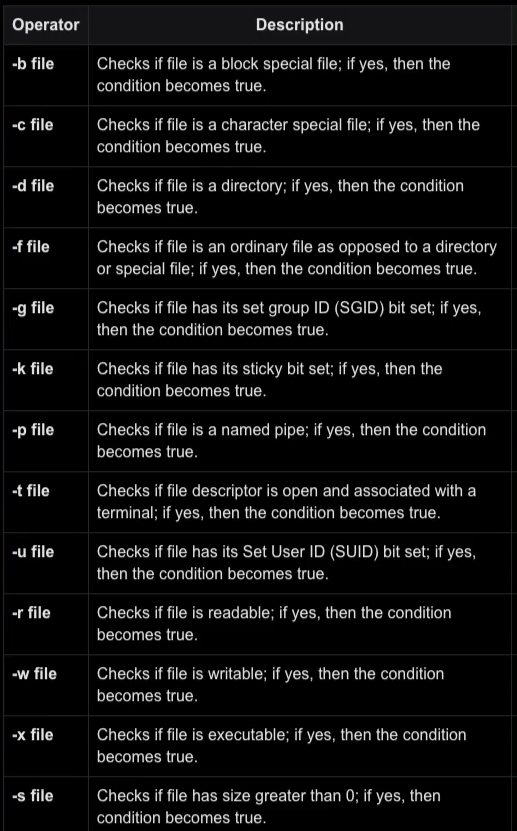 Operator Description
-b file Checks if file is a block special file; if yes, then the
condition becomes true.
-c file Checks if file is a character special file; if yes, then the
condition becomes true.
-d file Checks if file is a directory; if yes, then the condition
becomes true.
-f file Checks if file is an ordinary file as opposed to a directory
or special file; if yes, then the condition becomes true.
-g file Checks if file has its set group ID (SGID) bit set; if yes,
then the condition becomes true.
-k file Checks if file has its sticky bit set; if yes, then the
condition becomes true.
-p file Checks if file is a named pipe; if yes, then the condition
becomes true.
-t file Checks if file descriptor is open and associated with a
terminal; if yes, then the condition becomes true.
-u file Checks if file has its Set User ID (SUID) bit set; if yes,
then the condition becomes true.
-r file Checks if file is readable; if yes, then the condition
becomes true.
-w file Checks if file is writable; if yes, then the condition
becomes true.
-x file Checks if file is executable; if yes, then the condition
becomes true.
-s file Checks if file has size greater than 0; if yes, then
condition becomes true.